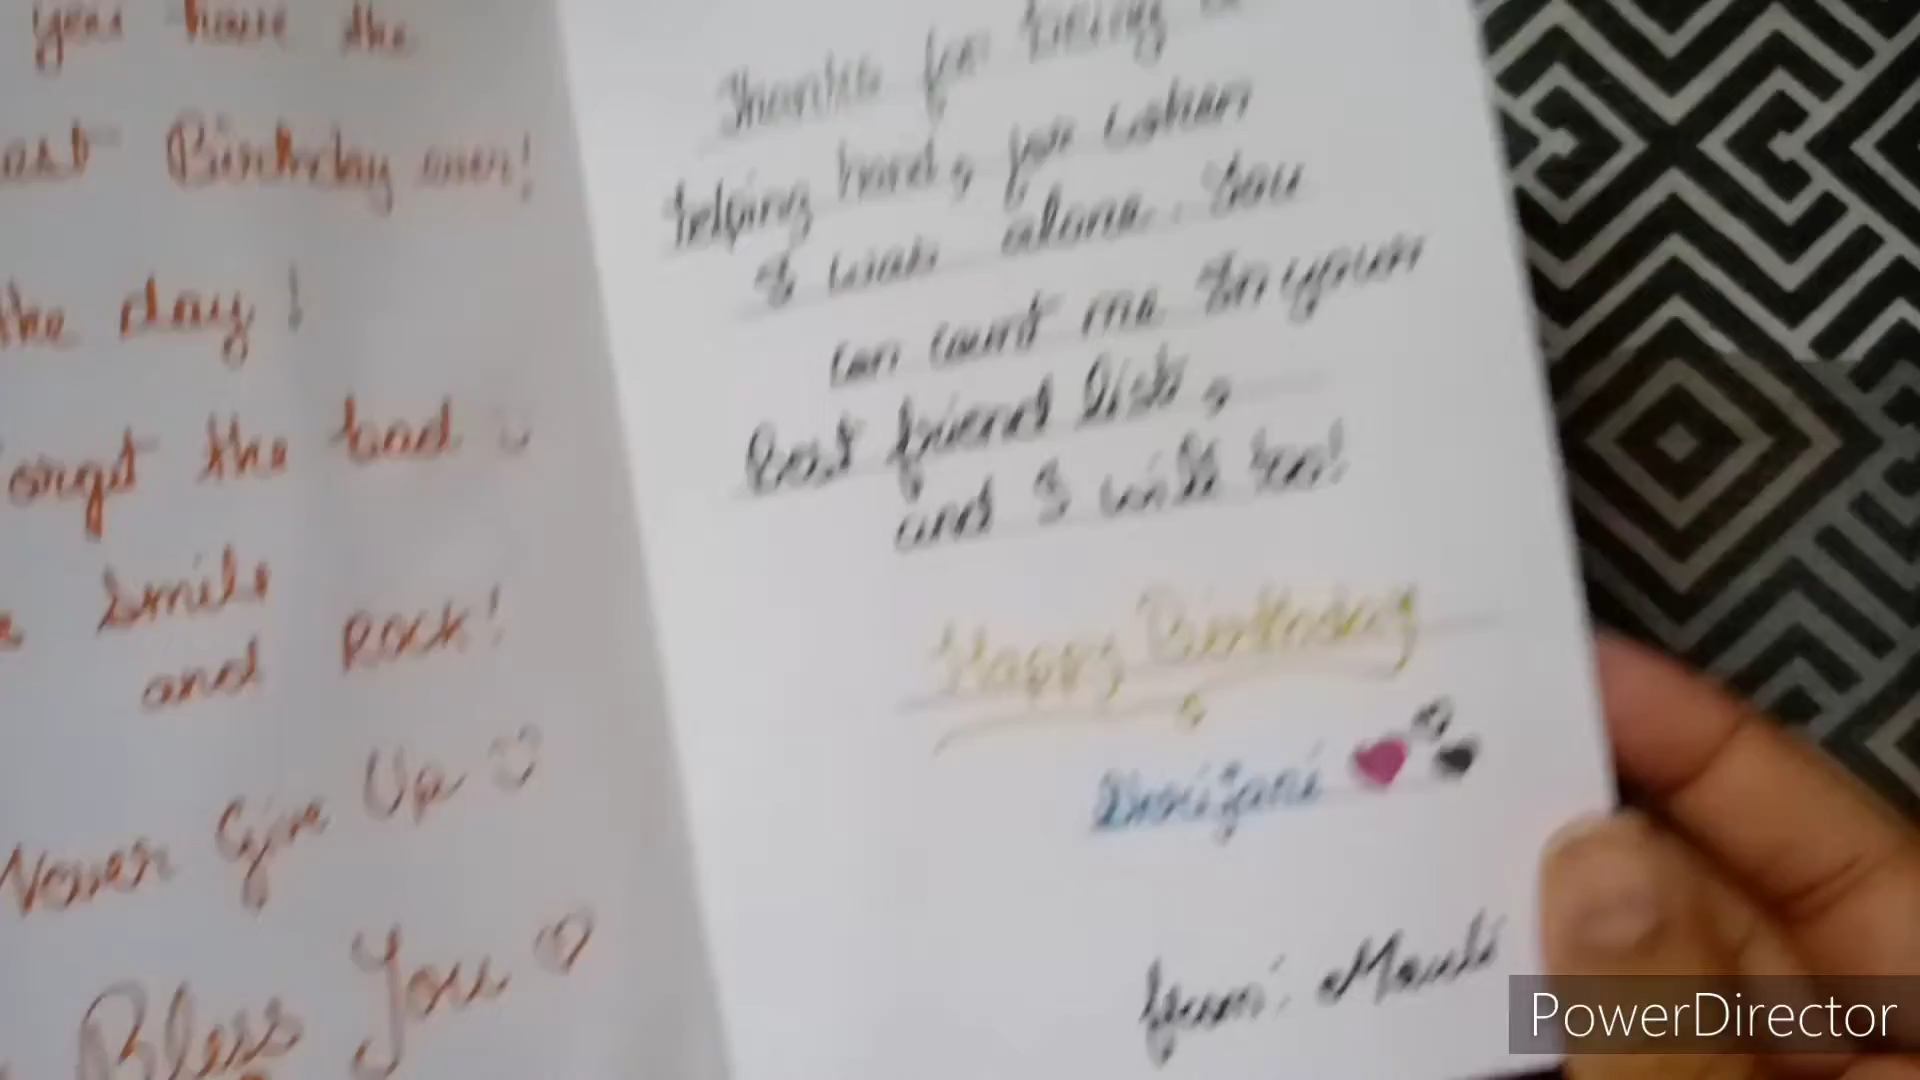 you have the
Birthday ever!
the day!
the bad
Smile
and Rock!
Never Give Up
Bless You
Thanks for being a
helping hand, for when
I was alone. You
can count me In your
Best friend list,
and I will too!
Happy Birthday
from:
PowerDirector